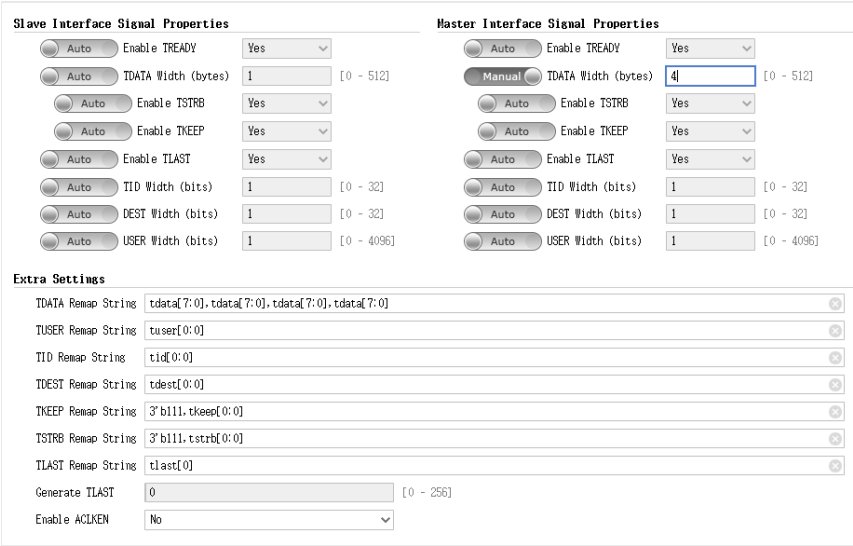 Slave Interface Signal Properties
Auto Enable TREADY Yes
Auto TDATA Width (bytes) 1 [0 - 512]
Auto Enable TSTRB Yes
Auto Enable TKEEP Yes
Auto Enable TLAST Yes
Auto TID Width (bits) 1 [0 - 32]
Auto DEST Width (bits) 1 [0 - 32]
Auto USER Width (bits) 1 [0 - 4096]
Master Interface Signal Properties
Auto Enable TREADY Yes
Manual TDATA Width (bytes) 4 [0 - 512]
Auto Enable TSTRB Yes
Auto Enable TKEEP Yes
Auto Enable TLAST Yes
Auto TID Width (bits) 1 [0 - 32]
Auto DEST Width (bits) 1 [0 - 32]
Auto USER Width (bits) 1 [0 - 4096]
Extra Settings
TDATA Remap String tdata[7:0],tdata[7:0],tdata[7:0],tdata[7:0]
TUSER Remap String tuser[0:0]
TID Remap String tid[0:0]
TDEST Remap String tdest[0:0]
TKEEP Remap String 3'b111,tkeep[0:0]
TSTRB Remap String 3'b111,tstrb[0:0]
TLAST Remap String tlast[0]
Generate TLAST 0 [0 - 256]
Enable ACLKEN No